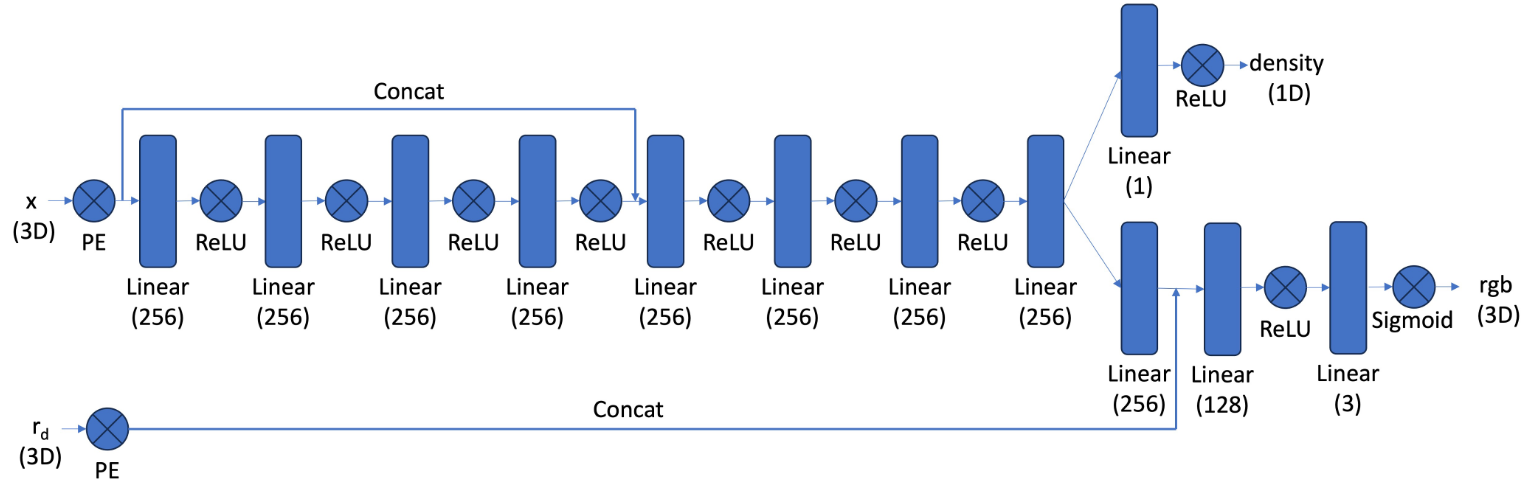 Concat
x
(3D)
PE
ReLU
ReLU
ReLU
ReLU
ReLU
ReLU
ReLU
Linear
(256)
Linear
(256)
Linear
(256)
Linear
(256)
Linear
(256)
Linear
(256)
Linear
(256)
Linear
(256)
ReLU
density
(1D)
Linear
(1)
Linear
(256)
Linear
(128)
ReLU
Linear
(3)
Sigmoid
rgb
(3D)
Concat
rd
(3D)
PE